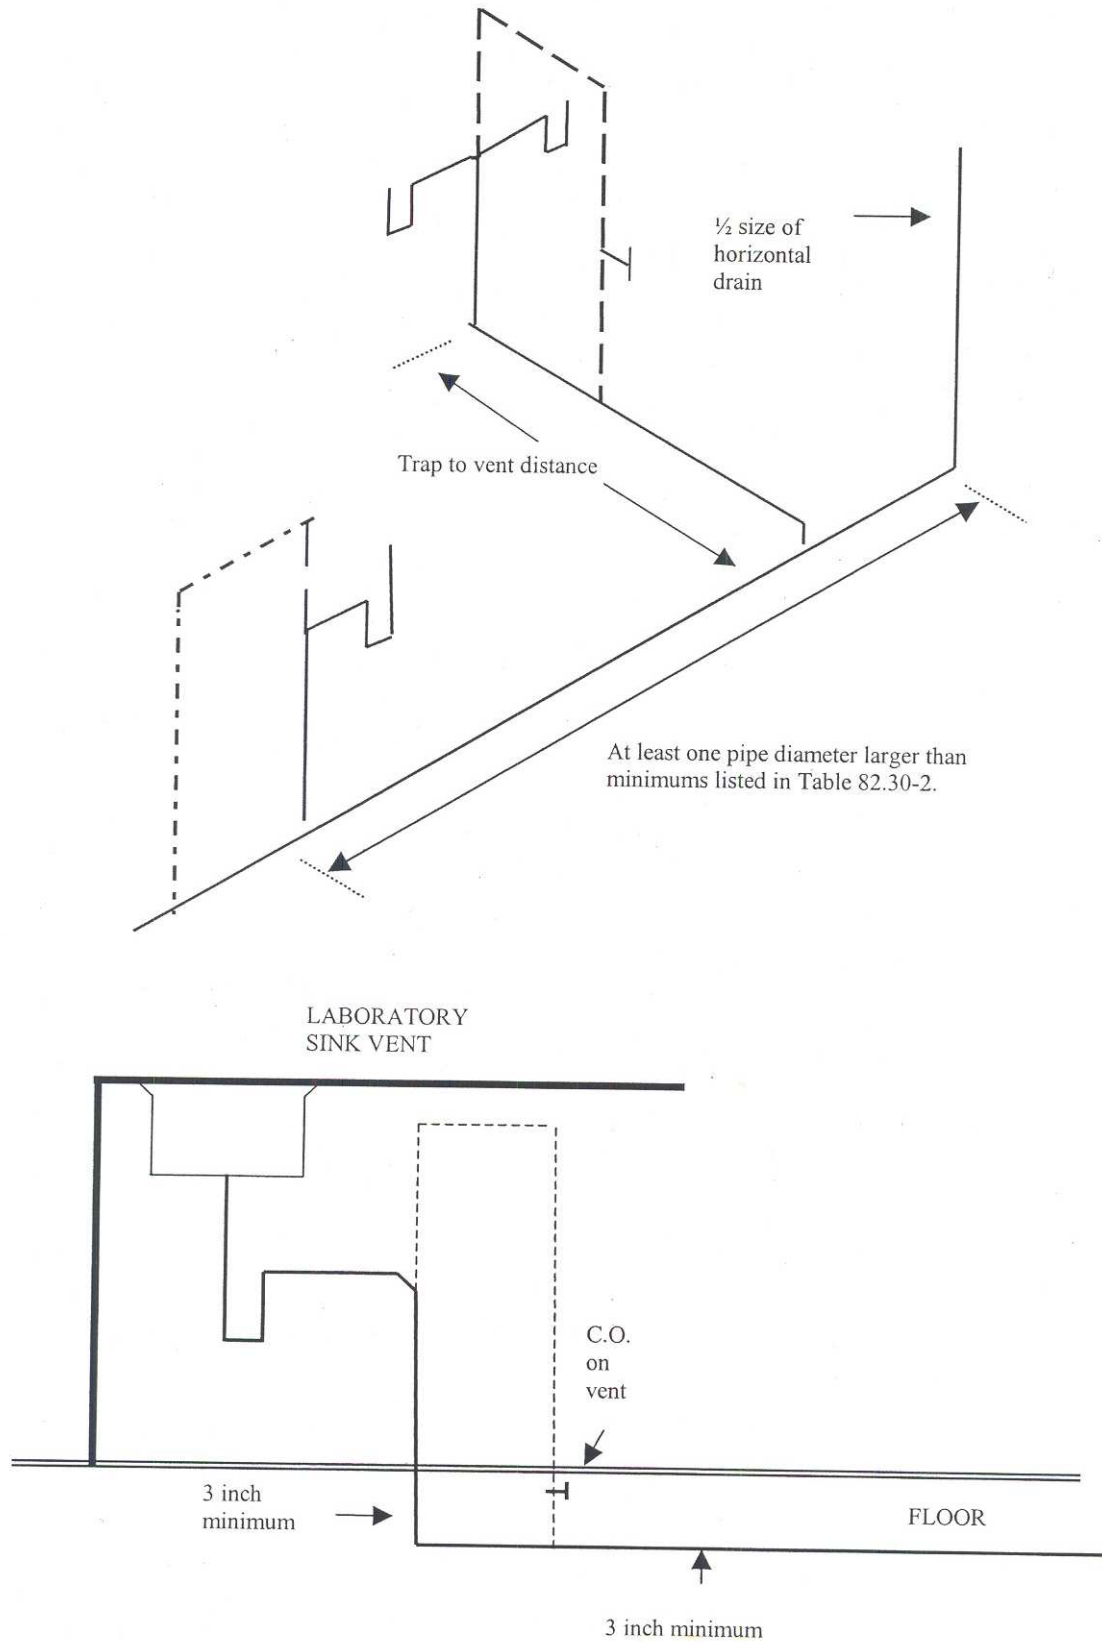 ½ size of
horizontal
drain
Trap to vent distance
At least one pipe diameter larger than
minimums listed in Table 82.30-2.
LABORATORY
SINK VENT
C.O.
on
vent
3 inch
minimum
FLOOR
3 inch minimum